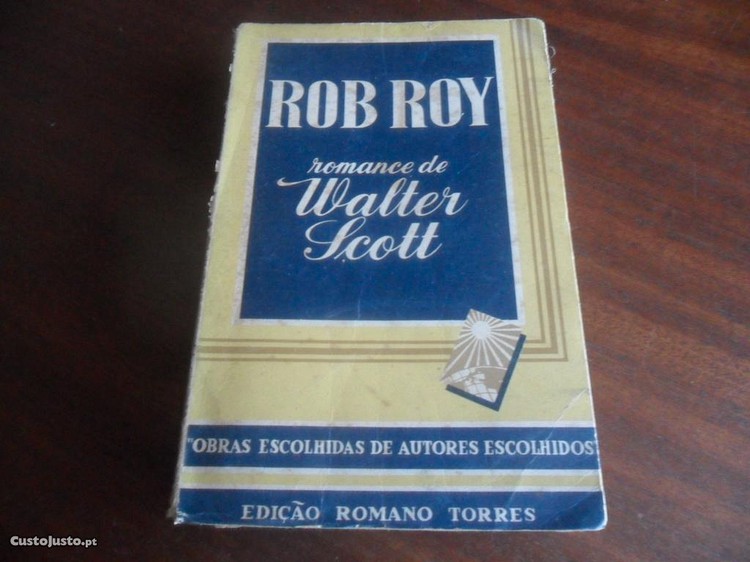 ROB ROY
romance de
Walter
Scott
"OBRAS ESCOLHIDAS DE AUTORES ESCOLHIDOS"
EDIÇÃO ROMANO TORRES
CustoJusto.pt